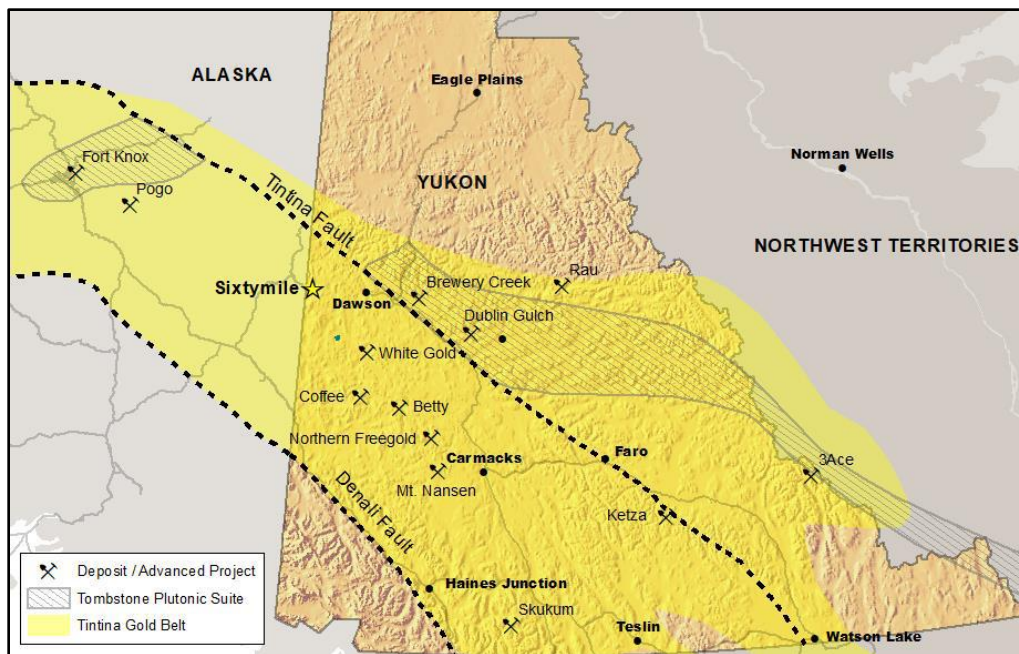 ALASKA
Eagle Plains
Fort Knox
Norman Wells
Pogo
YUKON
Tintina Fault
NORTHWEST TERRITORIES
Rau
Sixtymile
Brewery Creek
Dawson
Dublin Gulch
White Gold
Coffee
Betty
Northern Freegold
Carmacks
Faro
3Ace
Mt. Nansen
Denali Fault
Ketza
Deposit / Advanced Project
Tombstone Plutonic Suite
Tintina Gold Belt
Haines Junction
Skukum
Teslin
Watson Lake